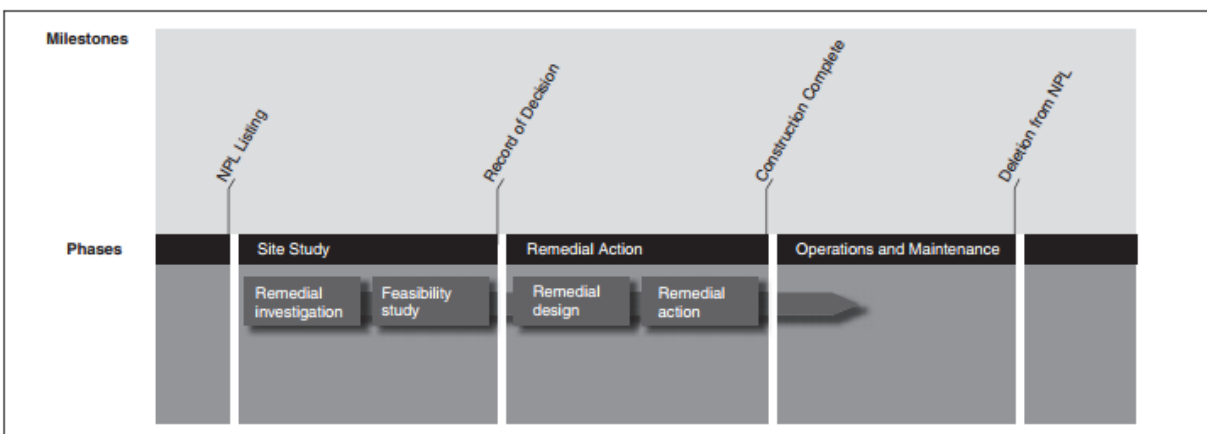 Milestones
NPL Listing
Record of Decision
Construction Complete
Deletion from NPL
Phases
Site Study
Remedial Action
Operations and Maintenance
Remedial
investigation
Feasibility
study
Remedial
design
Remedial
action